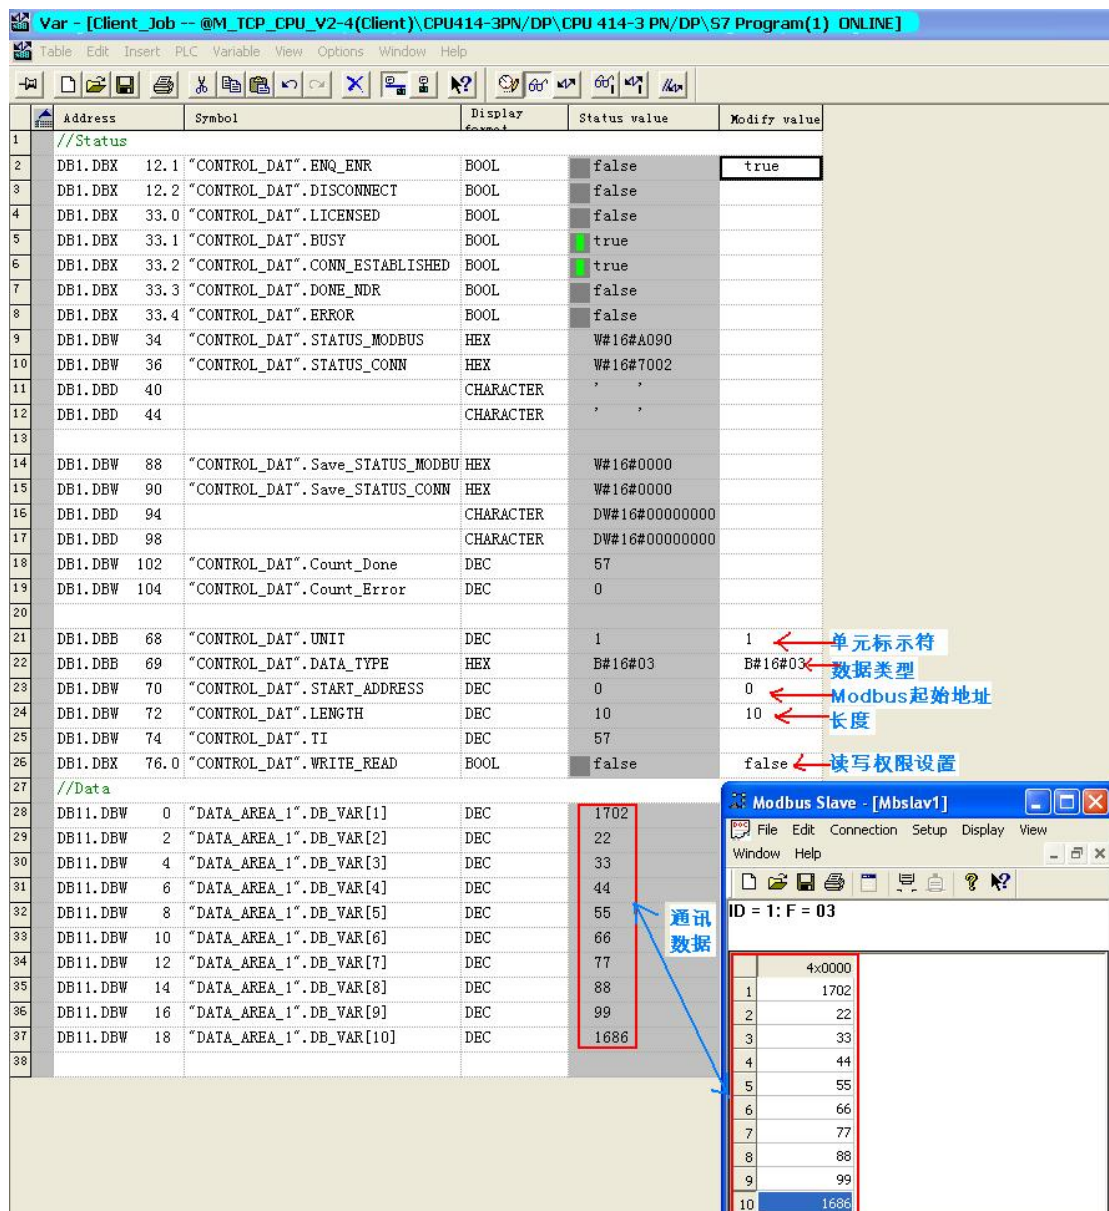 Var - [Client_Job -- @M_TCP_CPU_V2-4(Client)\CPU414-3PN/DP\CPU 414-3 PN/DP\S7 Program(1) ONLINE]
Table Edit Insert PLC Variable View Options Window Help
Address Symbol Display format Status value Modify value
1 //Status
2 DB1.DBX 12.1 "CONTROL_DAT".ENQ_ENR BOOL false true
3 DB1.DBX 12.2 "CONTROL_DAT".DISCONNECT BOOL false
4 DB1.DBX 33.0 "CONTROL_DAT".LICENSED BOOL false
5 DB1.DBX 33.1 "CONTROL_DAT".BUSY BOOL true
6 DB1.DBX 33.2 "CONTROL_DAT".CONN_ESTABLISHED BOOL true
7 DB1.DBX 33.3 "CONTROL_DAT".DONE_NDR BOOL false
8 DB1.DBX 33.4 "CONTROL_DAT".ERROR BOOL false
9 DB1.DBW 34 "CONTROL_DAT".STATUS_MODBUS HEX W#16#A090
10 DB1.DBW 36 "CONTROL_DAT".STATUS_CONN HEX W#16#7002
11 DB1.DBD 40 CHARACTER ' '
12 DB1.DBD 44 CHARACTER ' '
13
14 DB1.DBW 88 "CONTROL_DAT".Save_STATUS_MODBU HEX W#16#0000
15 DB1.DBW 90 "CONTROL_DAT".Save_STATUS_CONN HEX W#16#0000
16 DB1.DBD 94 CHARACTER DW#16#00000000
17 DB1.DBD 98 CHARACTER DW#16#00000000
18 DB1.DBW 102 "CONTROL_DAT".Count_Done DEC 57
19 DB1.DBW 104 "CONTROL_DAT".Count_Error DEC 0
20
21 DB1.DBB 68 "CONTROL_DAT".UNIT DEC 1 1 单元标示符
22 DB1.DBB 69 "CONTROL_DAT".DATA_TYPE HEX B#16#03 B#16#03 数据类型
23 DB1.DBW 70 "CONTROL_DAT".START_ADDRESS DEC 0 0 Modbus起始地址
24 DB1.DBW 72 "CONTROL_DAT".LENGTH DEC 10 10 长度
25 DB1.DBW 74 "CONTROL_DAT".TI DEC 57
26 DB1.DBX 76.0 "CONTROL_DAT".WRITE_READ BOOL false false 读写权限设置
27 //Data
28 DB11.DBW 0 "DATA_AREA_1".DB_VAR[1] DEC 1702
29 DB11.DBW 2 "DATA_AREA_1".DB_VAR[2] DEC 22
30 DB11.DBW 4 "DATA_AREA_1".DB_VAR[3] DEC 33
31 DB11.DBW 6 "DATA_AREA_1".DB_VAR[4] DEC 44
32 DB11.DBW 8 "DATA_AREA_1".DB_VAR[5] DEC 55
33 DB11.DBW 10 "DATA_AREA_1".DB_VAR[6] DEC 66
34 DB11.DBW 12 "DATA_AREA_1".DB_VAR[7] DEC 77
35 DB11.DBW 14 "DATA_AREA_1".DB_VAR[8] DEC 88
36 DB11.DBW 16 "DATA_AREA_1".DB_VAR[9] DEC 99
37 DB11.DBW 18 "DATA_AREA_1".DB_VAR[10] DEC 1686
38
通讯
数据
Modbus Slave - [Mbslav1]
File Edit Connection Setup Display View
Window Help
ID = 1: F = 03
4x0000
1 1702
2 22
3 33
4 44
5 55
6 66
7 77
8 88
9 99
10 1686